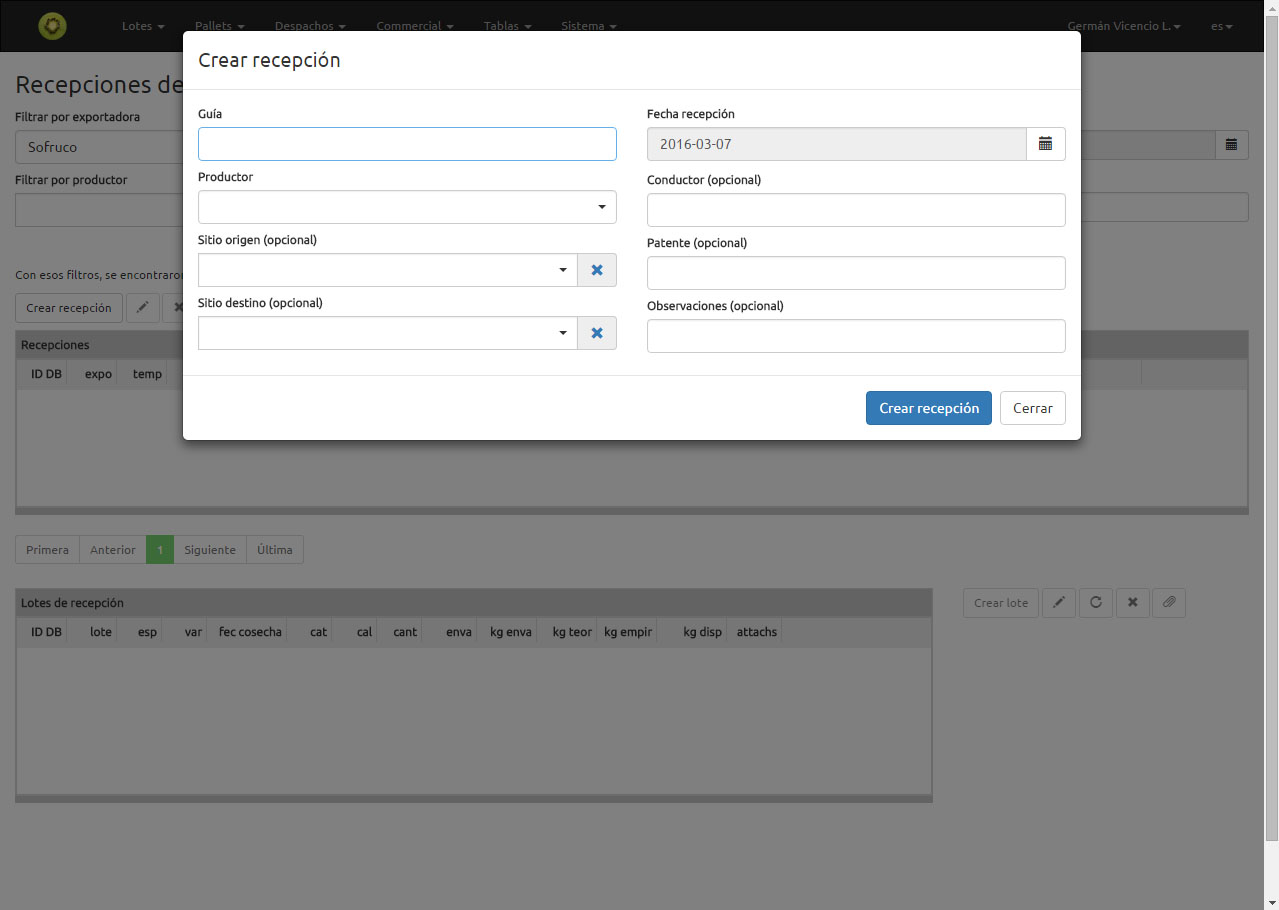 Lotes Pallets Despachos Commercial Tablas Sistema Germán Vicencio L. es
Crear recepción
Recepciones de
Guía
Fecha recepción
Filtrar por exportadora
2016-03-07
Sofruco
Productor
Conductor (opcional)
Filtrar por productor
Sitio origen (opcional)
Patente (opcional)
Con esos filtros, se encontraro
Sitio destino (opcional)
Observaciones (opcional)
Crear recepción
Recepciones
ID DB expo temp
Crear recepción Cerrar
Primera Anterior 1 Siguiente Última
Lotes de recepción
Crear lote
ID DB lote esp var fec cosecha cat cal cant enva kg enva kg teor kg empir kg disp attachs